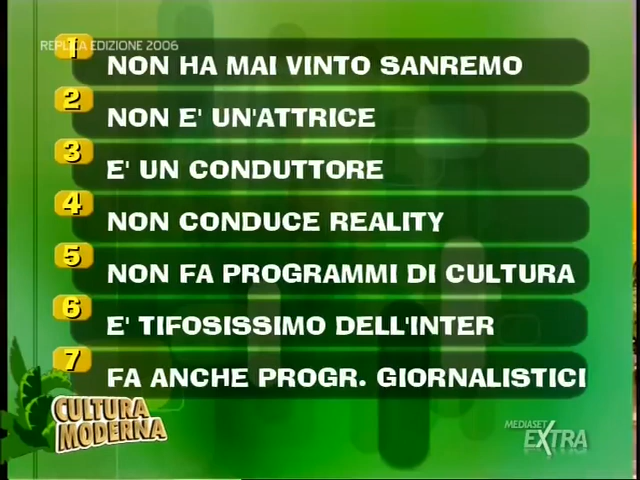 REPLICA EDIZIONE 2006
1 NON HA MAI VINTO SANREMO
2 NON E' UN'ATTRICE
3 E' UN CONDUTTORE
4 NON CONDUCE REALITY
5 NON FA PROGRAMMI DI CULTURA
6 E' TIFOSISSIMO DELL'INTER
7 FA ANCHE PROGR. GIORNALISTICI
CULTURA
MODERNA
MEDIASET
EXTRA